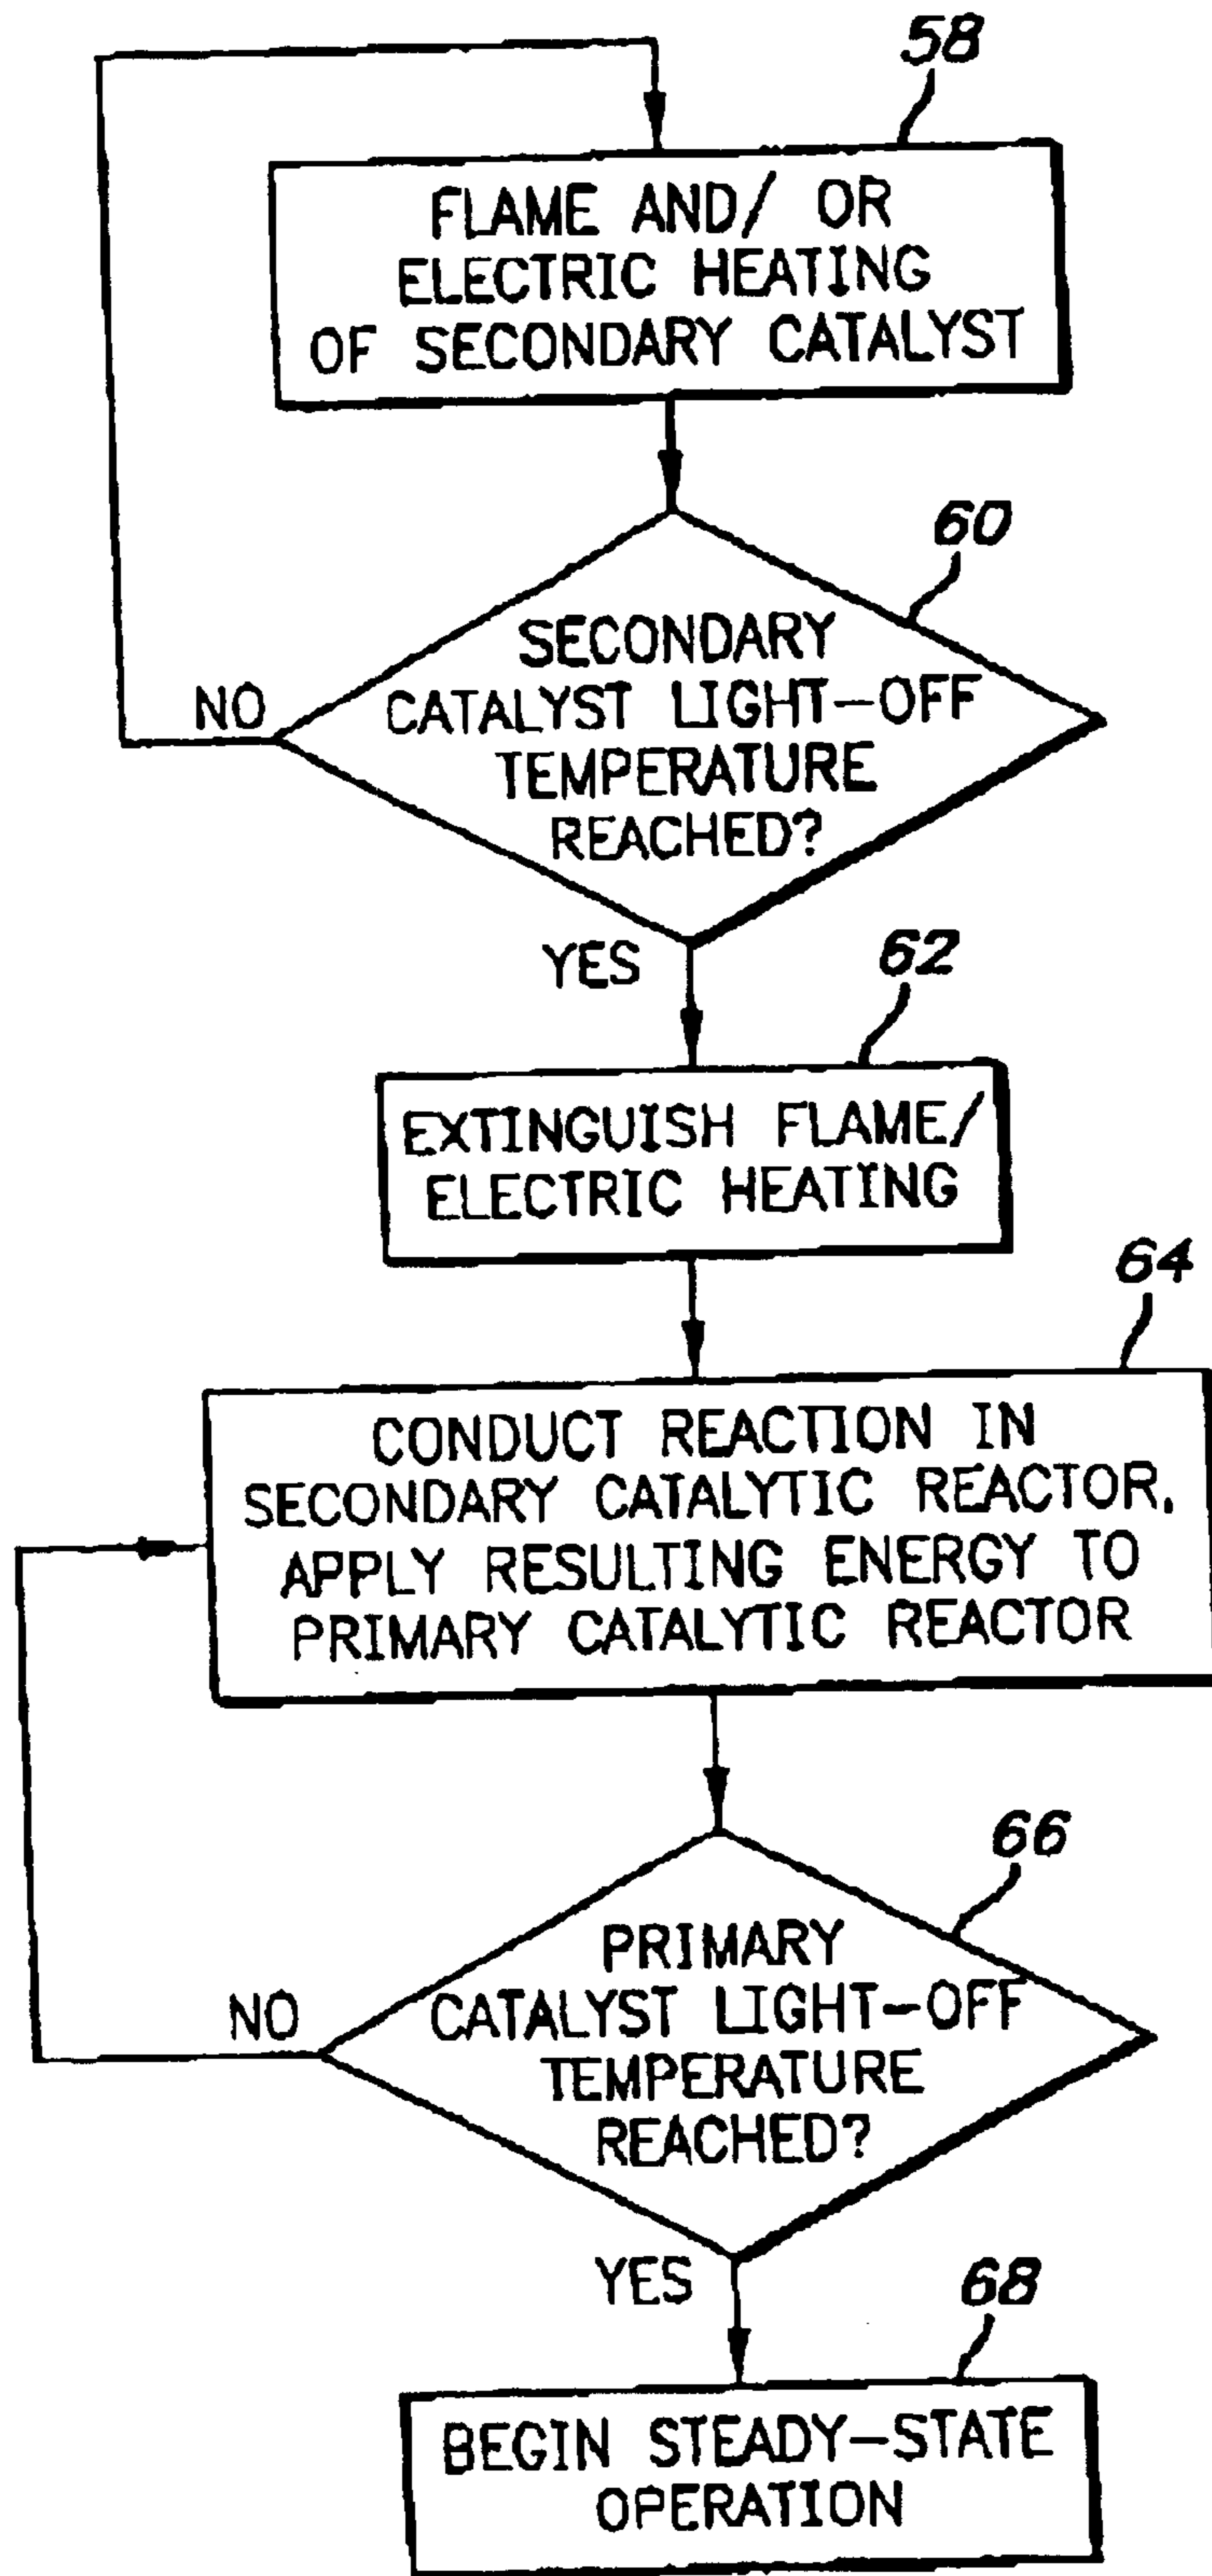 58
FLAME AND/ OR
ELECTRIC HEATING
OF SECONDARY CATALYST
60
SECONDARY
CATALYST LIGHT-OFF
TEMPERATURE
REACHED?
NO
YES
62
EXTINGUISH FLAME/
ELECTRIC HEATING
64
CONDUCT REACTION IN
SECONDARY CATALYTIC REACTOR.
APPLY RESULTING ENERGY TO
PRIMARY CATALYTIC REACTOR
66
PRIMARY
CATALYST LIGHT-OFF
TEMPERATURE
REACHED?
NO
YES
68
BEGIN STEADY-STATE
OPERATION